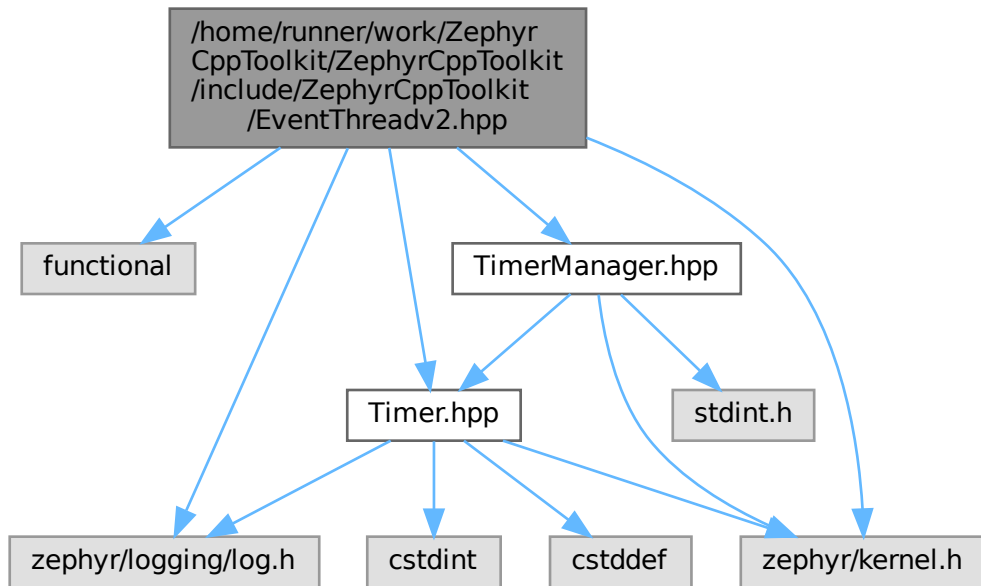 /home/runner/work/Zephyr
CppToolkit/ZephyrCppToolkit
/include/ZephyrCppToolkit
/EventThreadv2.hpp
functional
TimerManager.hpp
Timer.hpp
stdint.h
zephyr/logging/log.h
cstdint
cstddef
zephyr/kernel.h